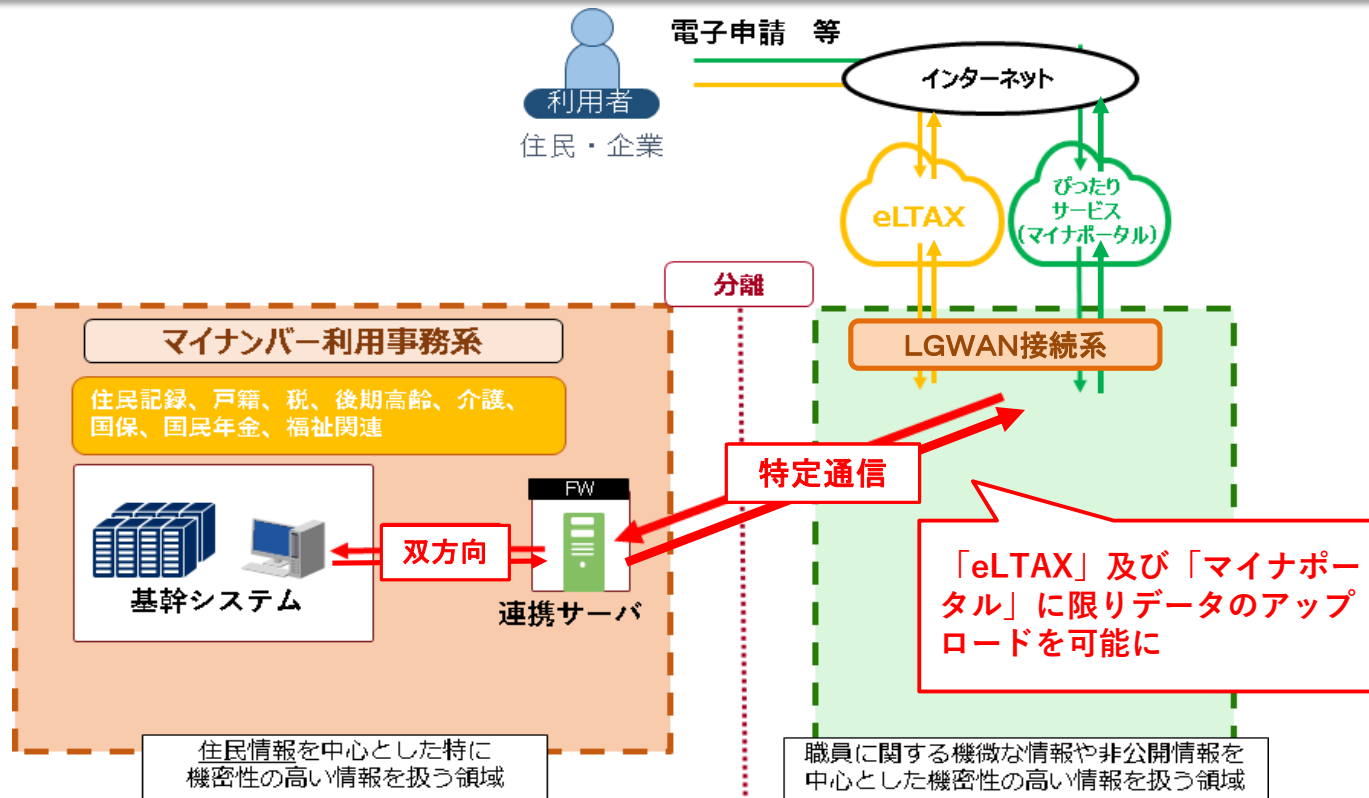 電子申請　等
インターネット
利用者
住民・企業
eLTAX
ぴったり
サービス
(マイナポータル)
分離
マイナンバー利用事務系
LGWAN接続系
住民記録、戸籍、税、後期高齢、介護、
国保、国民年金、福祉関連
特定通信
FW
双方向
基幹システム
連携サーバ
「eLTAX」及び「マイナポー
タル」に限りデータのアップ
ロードを可能に
住民情報を中心とした特に
機密性の高い情報を扱う領域
職員に関する機微な情報や非公開情報を
中心とした機密性の高い情報を扱う領域